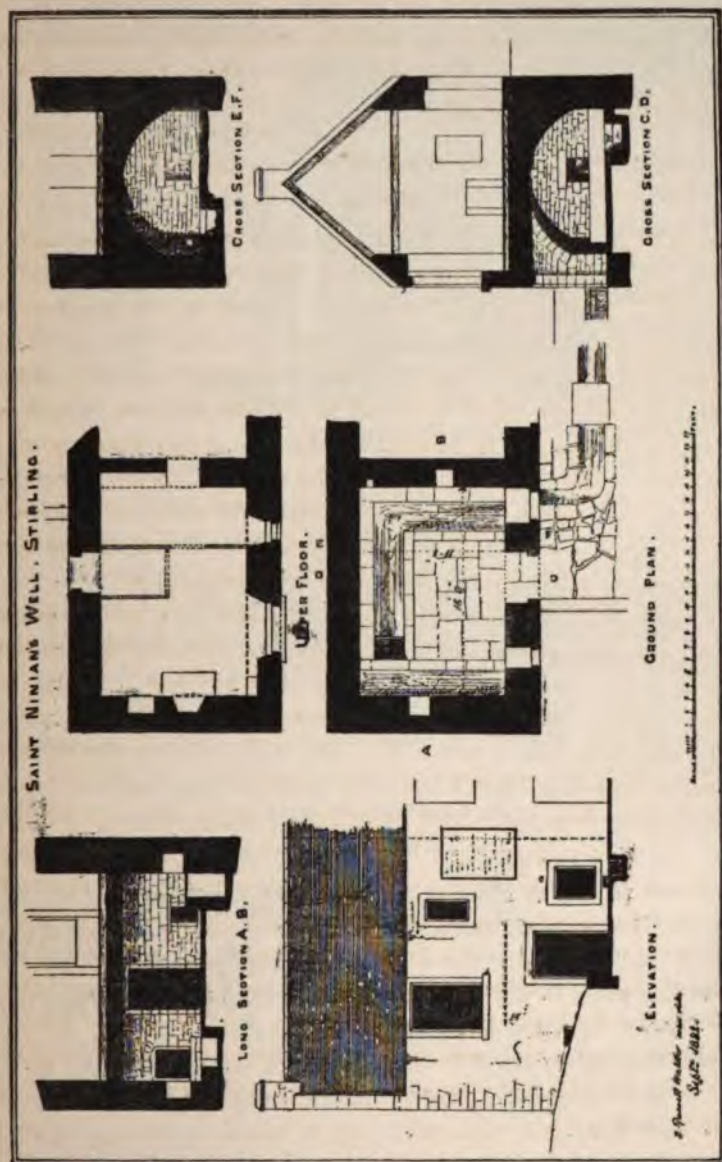 SAINT NINIAN'S WELL, STIRLING.
LONG SECTION A.B.
UPPER FLOOR.
CROSS SECTION E.F.
ELEVATION.
A
B
C
D
E
F
GROUND PLAN.
CROSS SECTION C.D.
Sept. 1882.